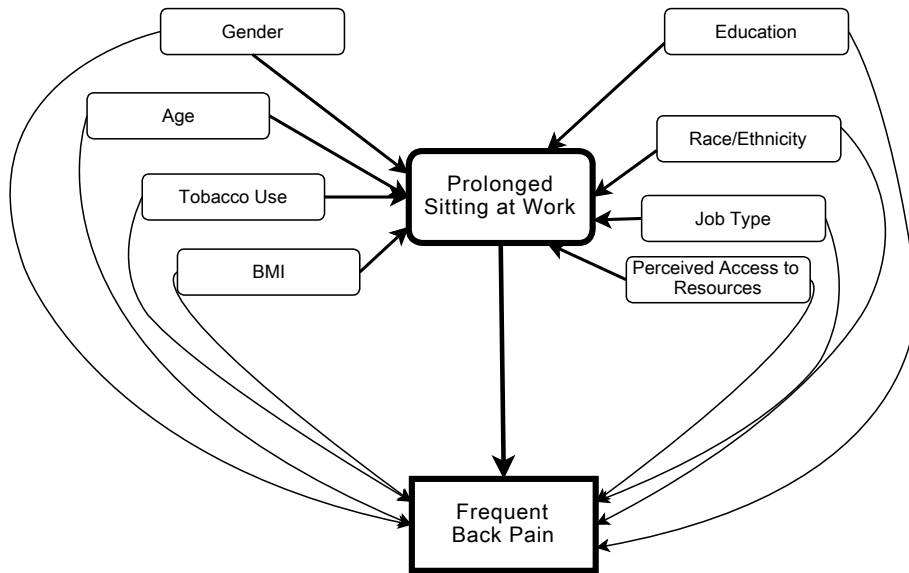 Gender
Education
Age
Race/Ethnicity
Prolonged
Sitting at Work
Tobacco Use
Job Type
BMI
Perceived Access to
Resources
Frequent
Back Pain